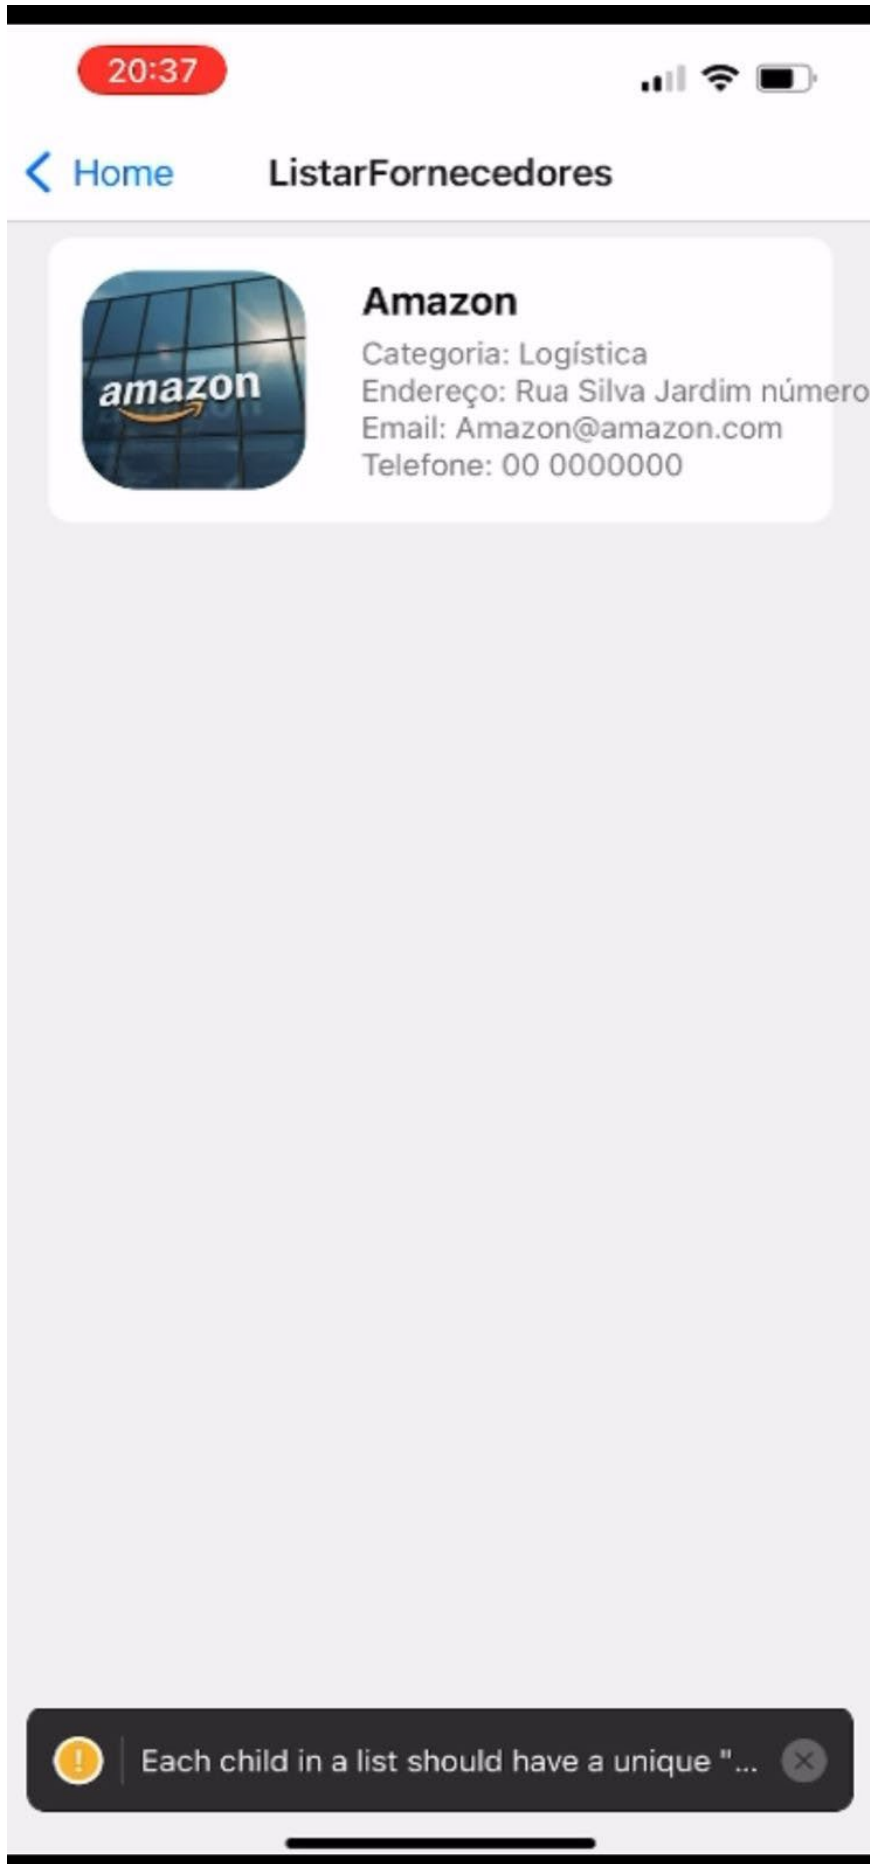 20:37
Home
ListarFornecedores
amazon
Amazon
Categoria: Logística
Endereço: Rua Silva Jardim número
Email: Amazon@amazon.com
Telefone: 00 0000000
Each child in a list should have a unique "...